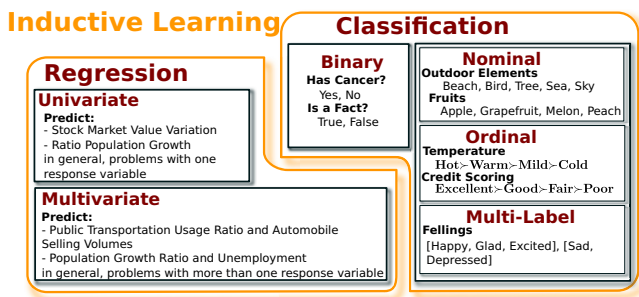 Inductive Learning
Regression
Univariate
Predict:
- Stock Market Value Variation
- Ratio Population Growth
in general, problems with one
response variable
Multivariate
Predict:
- Public Transportation Usage Ratio and Automobile
Selling Volumes
- Population Growth Ratio and Unemployment
in general, problems with more than one response variable
Classification
Binary
Has Cancer?
Yes, No
Is a Fact?
True, False
Nominal
Outdoor Elements
Beach, Bird, Tree, Sea, Sky
Fruits
Apple, Grapefruit, Melon, Peach
Ordinal
Temperature
Hot≻Warm≻Mild≻Cold
Credit Scoring
Excellent≻Good≻Fair≻Poor
Multi-Label
Fellings
[Happy, Glad, Excited], [Sad,
Depressed]